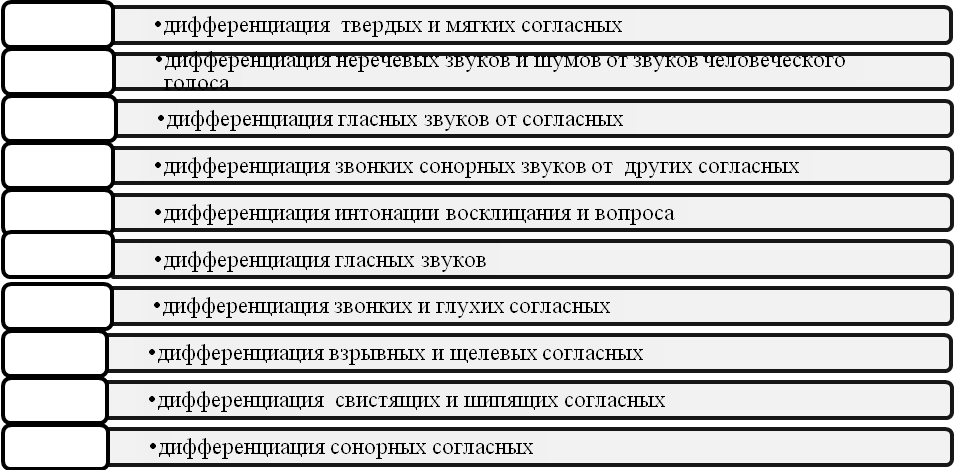 •дифференциация твердых и мягких согласных
•дифференциация неречевых звуков и шумов от звуков человеческого
голоса
•дифференциация гласных звуков от согласных
•дифференциация звонких сонорных звуков от других согласных
•дифференциация интонации восклицания и вопроса
•дифференциация гласных звуков
•дифференциация звонких и глухих согласных
•дифференциация взрывных и щелевых согласных
•дифференциация свистящих и шипящих согласных
•дифференциация сонорных согласных